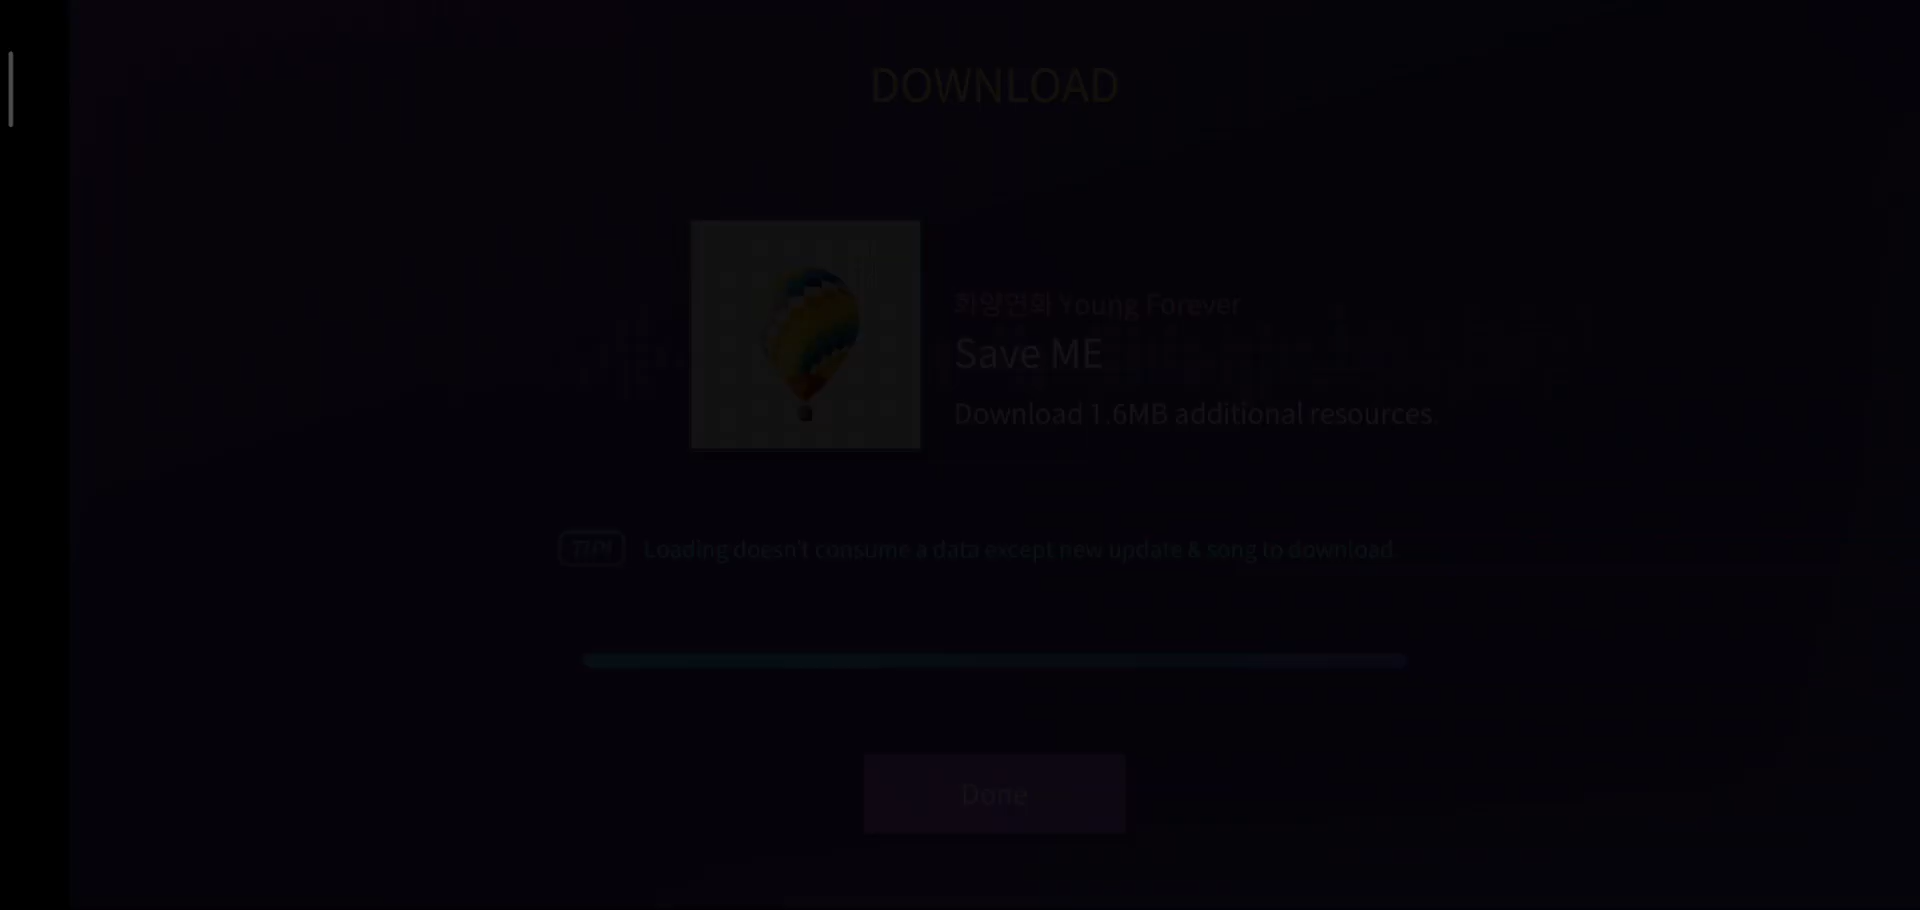 DOWNLOAD
화양연화 Young Forever
Save ME
Download 1.6MB additional resources
TIP!
Loading doesn't consume a data except new update & song to download.
Done